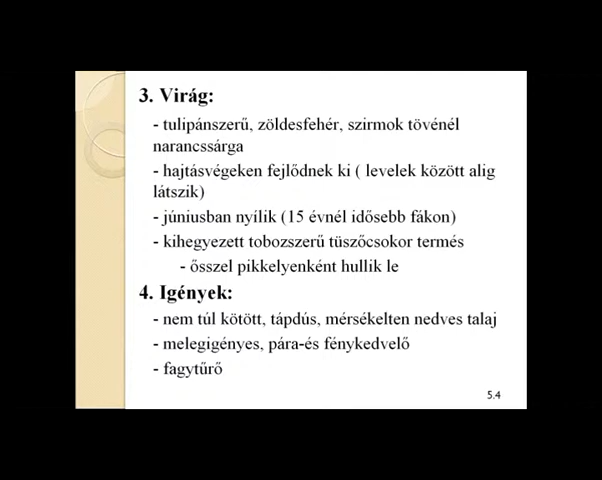 3. Virág:
- tulipánszerű, zöldesfehér, szirmok tövénél
narancssárga
- hajtásvégeken fejlődnek ki ( levelek között alig
látszik)
- júniusban nyílik (15 évnél idősebb fákon)
- kihegyezett tobozszerű tüszőcsokor termés
- ősszel pikkelyenként hullik le
4. Igények:
- nem túl kötött, tápdús, mérsékelten nedves talaj
- melegigényes, pára-és fénykedvelő
- fagytűrő
5.4